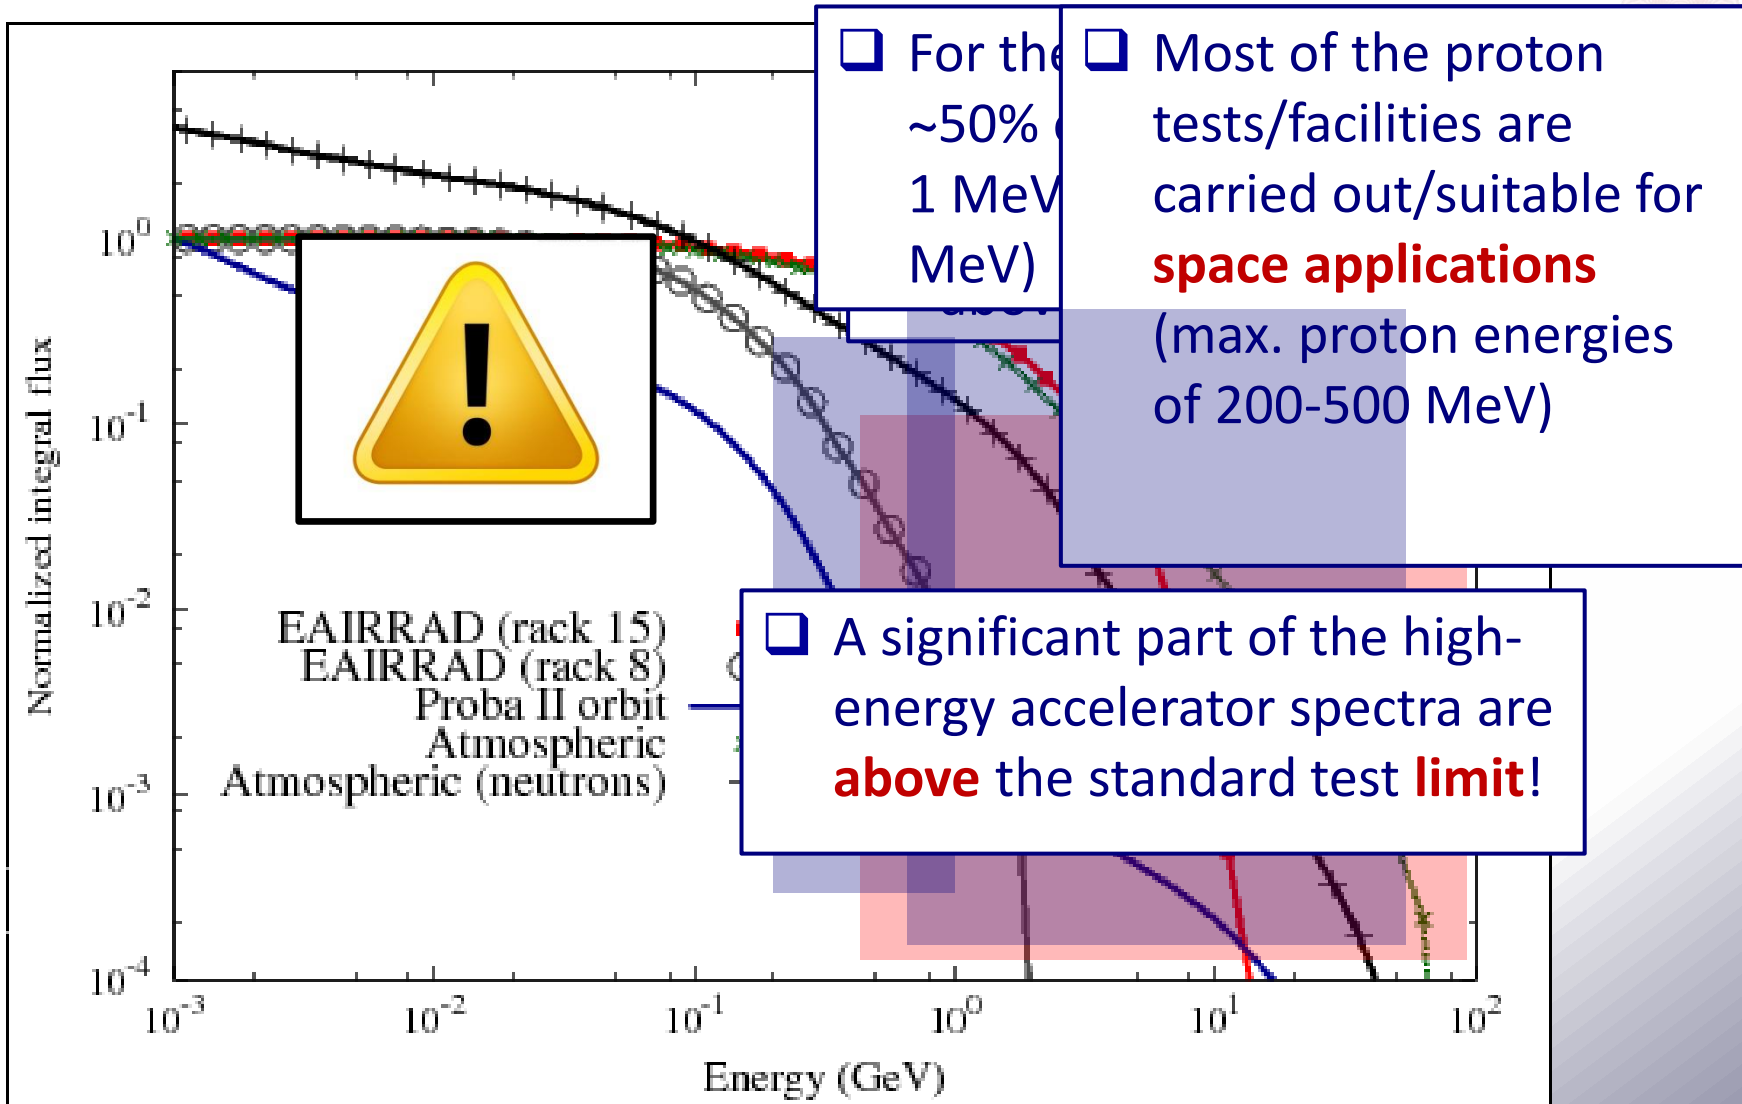 ❑ For the
~50%
1 MeV
MeV)
❑ Most of the proton
tests/facilities are
carried out/suitable for
space applications
(max. proton energies
of 200-500 MeV)
Normalized integral flux
10^0
10^-1
10^-2
10^-3
10^-4
EAIRRAD (rack 15)
EAIRRAD (rack 8)
Proba II orbit
Atmospheric
Atmospheric (neutrons)
❑ A significant part of the high-
energy accelerator spectra are
above the standard test limit!
10^-3 10^-2 10^-1 10^0 10^1 10^2
Energy (GeV)